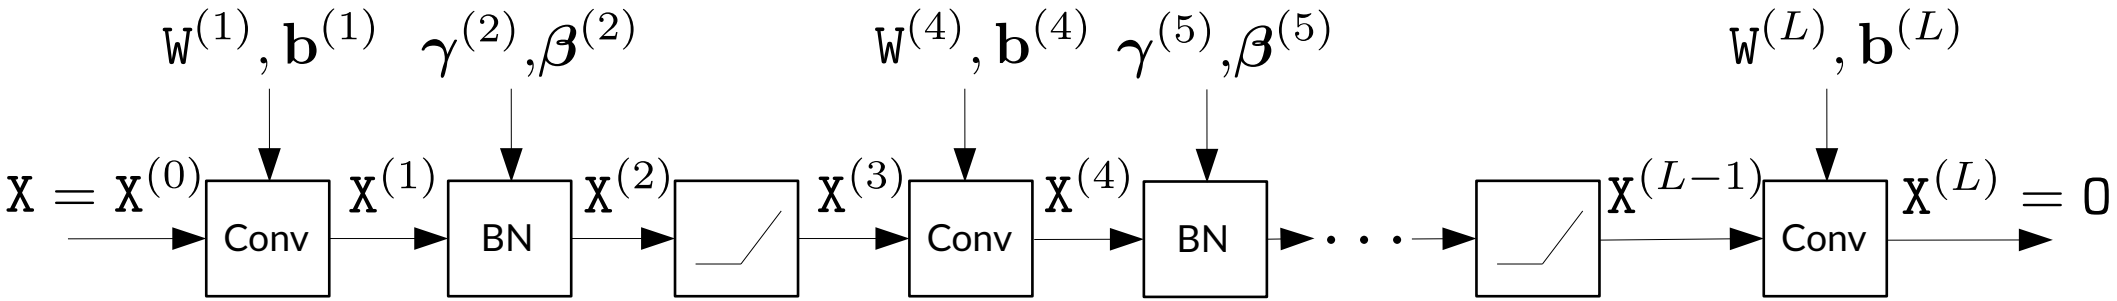 W⁽¹⁾, b⁽¹⁾ γ⁽²⁾,β⁽²⁾ W⁽⁴⁾, b⁽⁴⁾ γ⁽⁵⁾,β⁽⁵⁾ W⁽ᴸ⁾, b⁽ᴸ⁾
X = X⁽⁰⁾ X⁽¹⁾ X⁽²⁾ X⁽³⁾ X⁽⁴⁾ X⁽ᴸ⁻¹⁾ X⁽ᴸ⁾ = O
Conv BN Conv BN ··· Conv